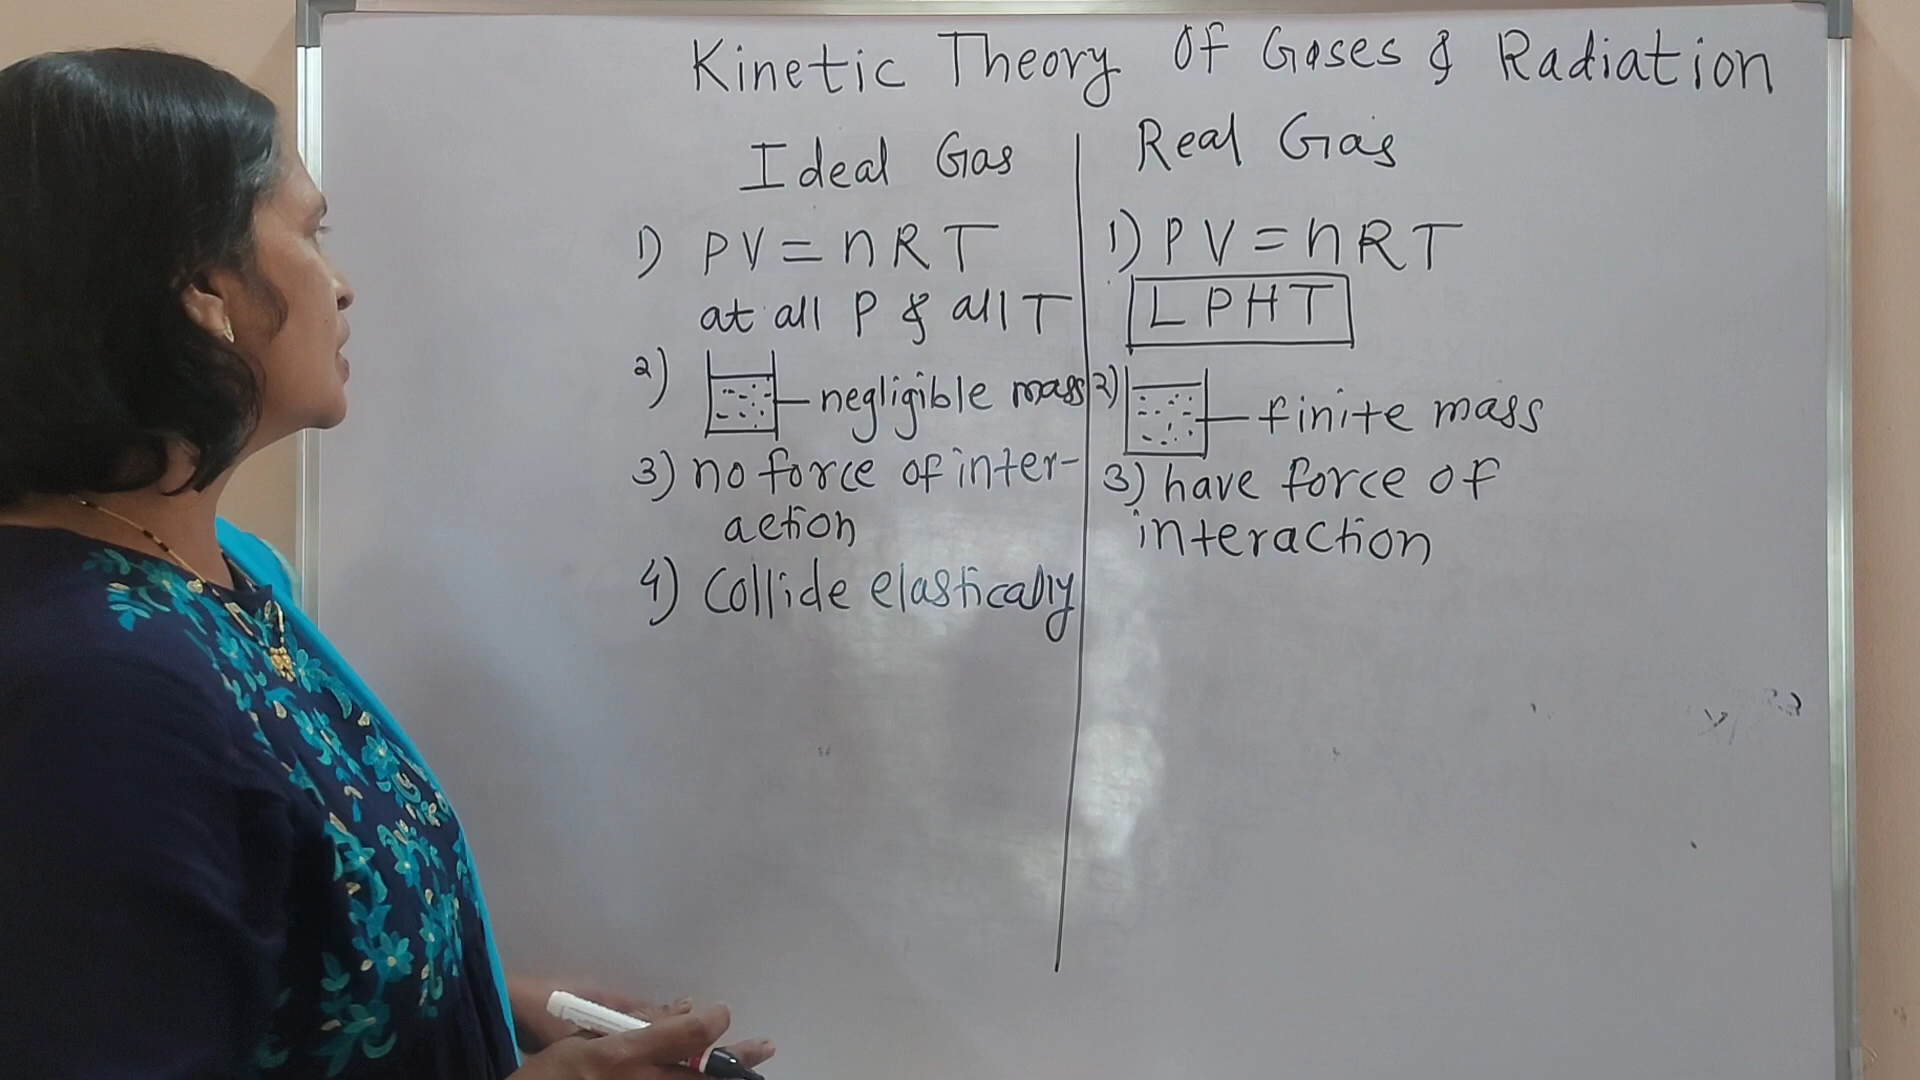 Kinetic Theory Of Gases & Radiation
Ideal Gas
1) PV = nRT
at all P & all T
2) negligible mass
3) no force of inter-
action
4) Collide elastically
Real Gas
1) PV = nRT
LPHT
2) finite mass
3) have force of
interaction